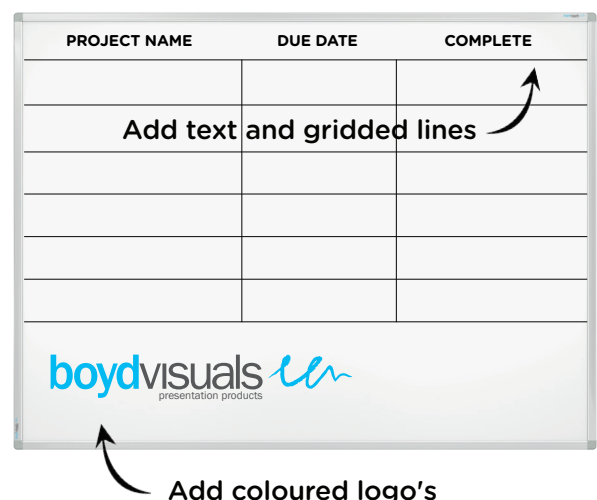 PROJECT NAME DUE DATE COMPLETE
Add text and gridded lines
boydvisuals
presentation products
Add coloured logo's